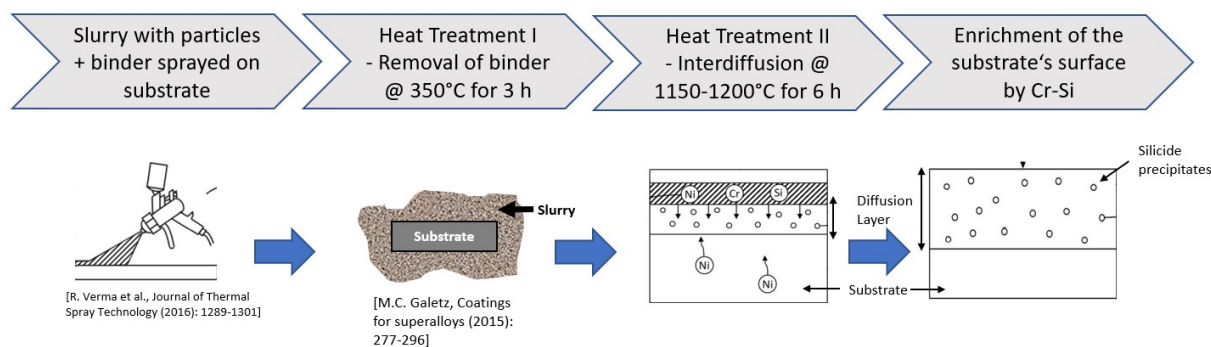 Slurry with particles
+ binder sprayed on
substrate
Heat Treatment I
- Removal of binder
@ 350°C for 3 h
Heat Treatment II
- Interdiffusion @
1150-1200°C for 6 h
Enrichment of the
substrate‘s surface
by Cr-Si
[R. Verma et al., Journal of Thermal
Spray Technology (2016): 1289-1301]
Slurry
Substrate
[M.C. Galetz, Coatings
for superalloys (2015):
277-296]
Ni
Cr
Si
Ni
Ni
Diffusion
Layer
Substrate
Silicide
precipitates